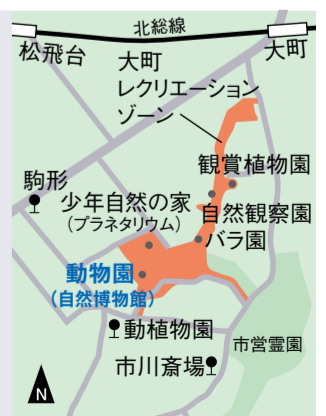 北総線
松飛台
大町
大町
レクリエーション
ゾーン
観賞植物園
駒形
少年自然の家
(プラネタリウム)
自然観察園
バラ園
動物園
(自然博物館)
動植物園
市川斎場
市営霊園
N